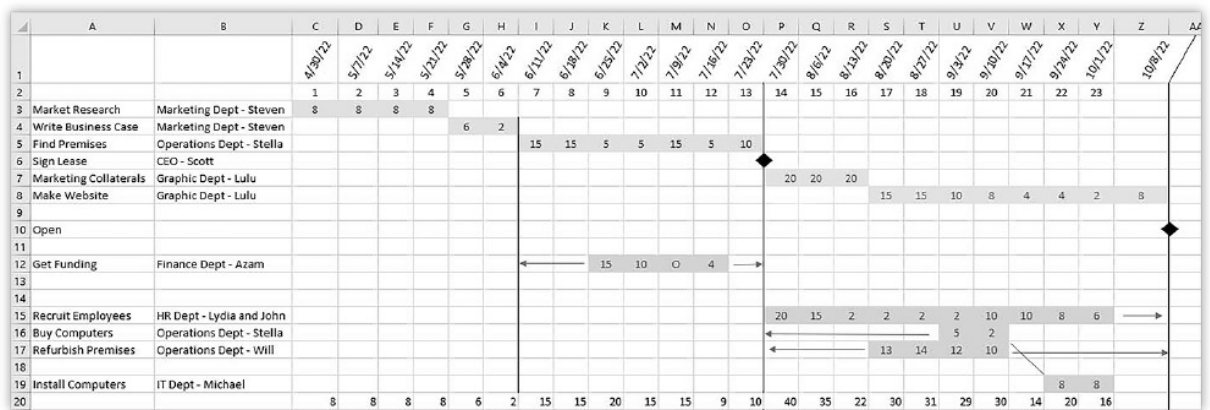 A B C D E F G H I J K L M N O P Q R S T U V W X Y Z AA
1 4/30/22 5/7/22 5/14/22 5/21/22 5/28/22 6/4/22 6/11/22 6/18/22 6/25/22 7/2/22 7/9/22 7/16/22 7/23/22 7/30/22 8/6/22 8/13/22 8/20/22 8/27/22 9/3/22 9/10/22 9/17/22 9/24/22 10/1/22 10/8/22
2 1 2 3 4 5 6 7 8 9 10 11 12 13 14 15 16 17 18 19 20 21 22 23
3 Market Research Marketing Dept - Steven 8 8 8 8
4 Write Business Case Marketing Dept - Steven 6 2
5 Find Premises Operations Dept - Stella 15 15 5 5 15 5 10
6 Sign Lease CEO - Scott
7 Marketing Collaterals Graphic Dept - Lulu 20 20 20
8 Make Website Graphic Dept - Lulu 15 15 10 8 4 4 2 8
9
10 Open
11
12 Get Funding Finance Dept - Azam 15 10 O 4
13
14
15 Recruit Employees HR Dept - Lydia and John 20 15 2 2 2 2 10 10 8 6
16 Buy Computers Operations Dept - Stella 5 2
17 Refurbish Premises Operations Dept - Will 13 14 12 10
18
19 Install Computers IT Dept - Michael 8 8
20 8 8 8 8 6 2 15 15 20 15 15 9 10 40 35 22 30 31 29 30 14 20 16